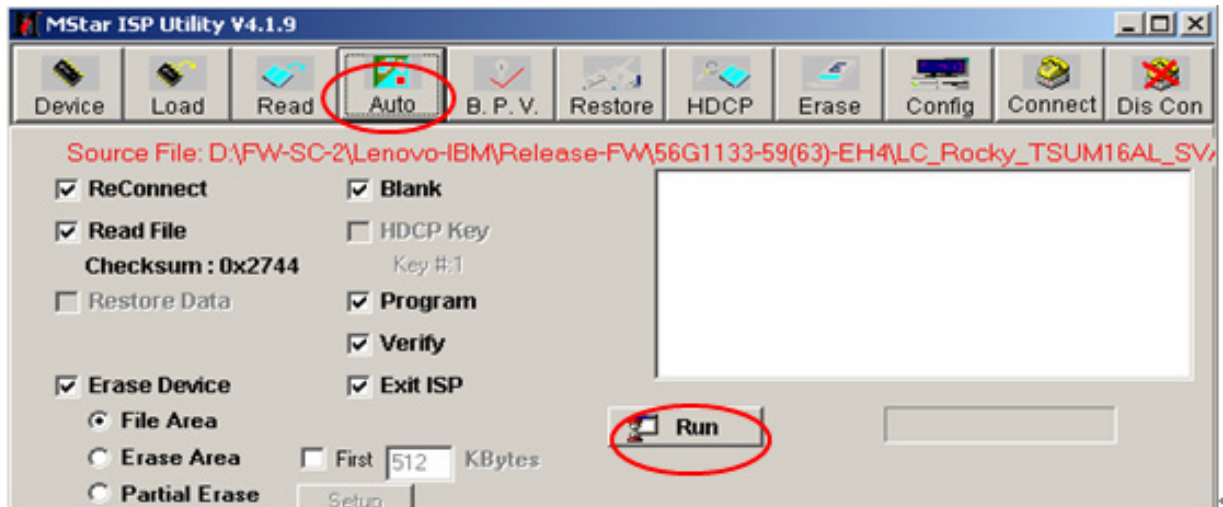 MStar ISP Utility V4.1.9
Device Load Read Auto B. P. V. Restore HDCP Erase Config Connect Dis Con
Source File: D:\FW-SC-2\Lenovo-IBM\Release-FW\56G1133-59(63)-EH4\LC_Rocky_TSUM16AL_SV
ReConnect Blank
Read File HDCP Key
Checksum : 0x2744 Key #:1
Restore Data Program
Verify
Erase Device Exit ISP
File Area Run
Erase Area First 512 KBytes
Partial Erase Setup